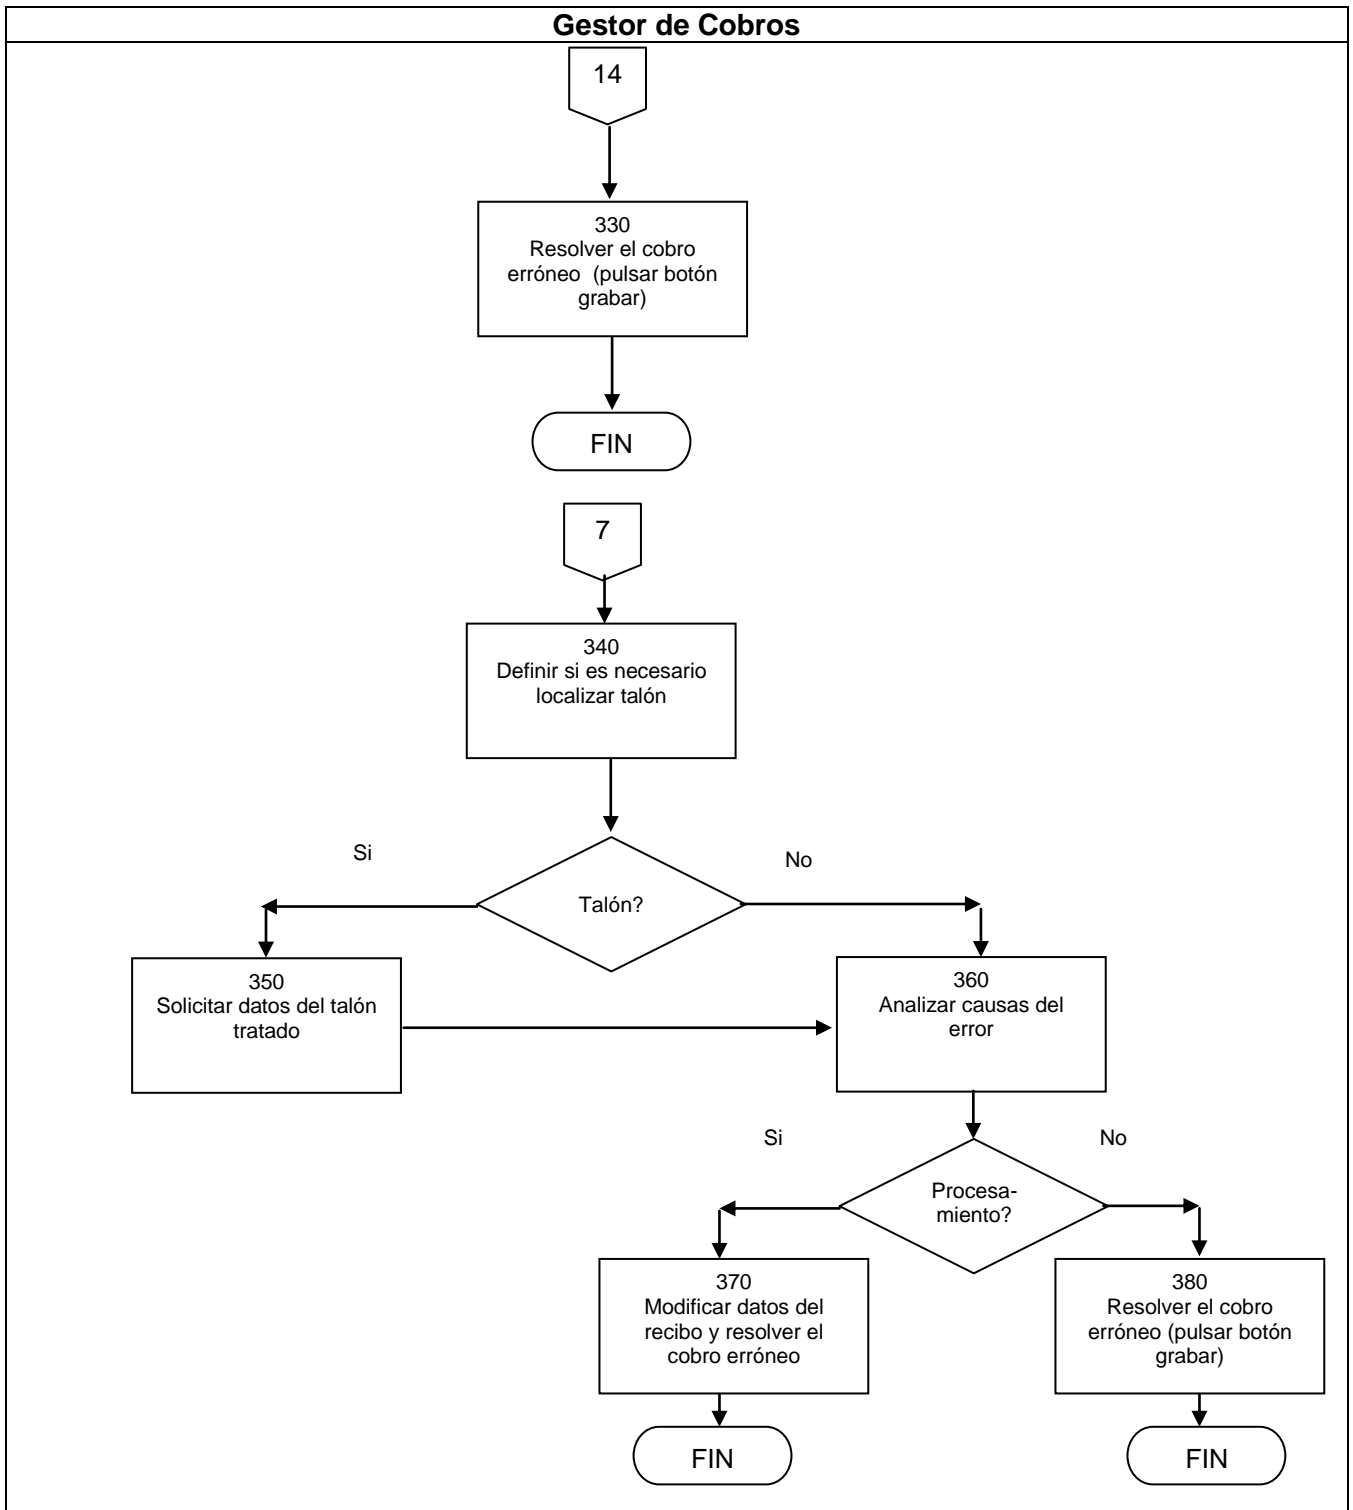 Gestor de Cobros
14
330
Resolver el cobro
erróneo (pulsar botón
grabar)
FIN
7
340
Definir si es necesario
localizar talón
Si
No
Talón?
350
Solicitar datos del talón
tratado
360
Analizar causas del
error
Si
No
Procesa-
miento?
370
Modificar datos del
recibo y resolver el
cobro erróneo
380
Resolver el cobro
erróneo (pulsar botón
grabar)
FIN
FIN